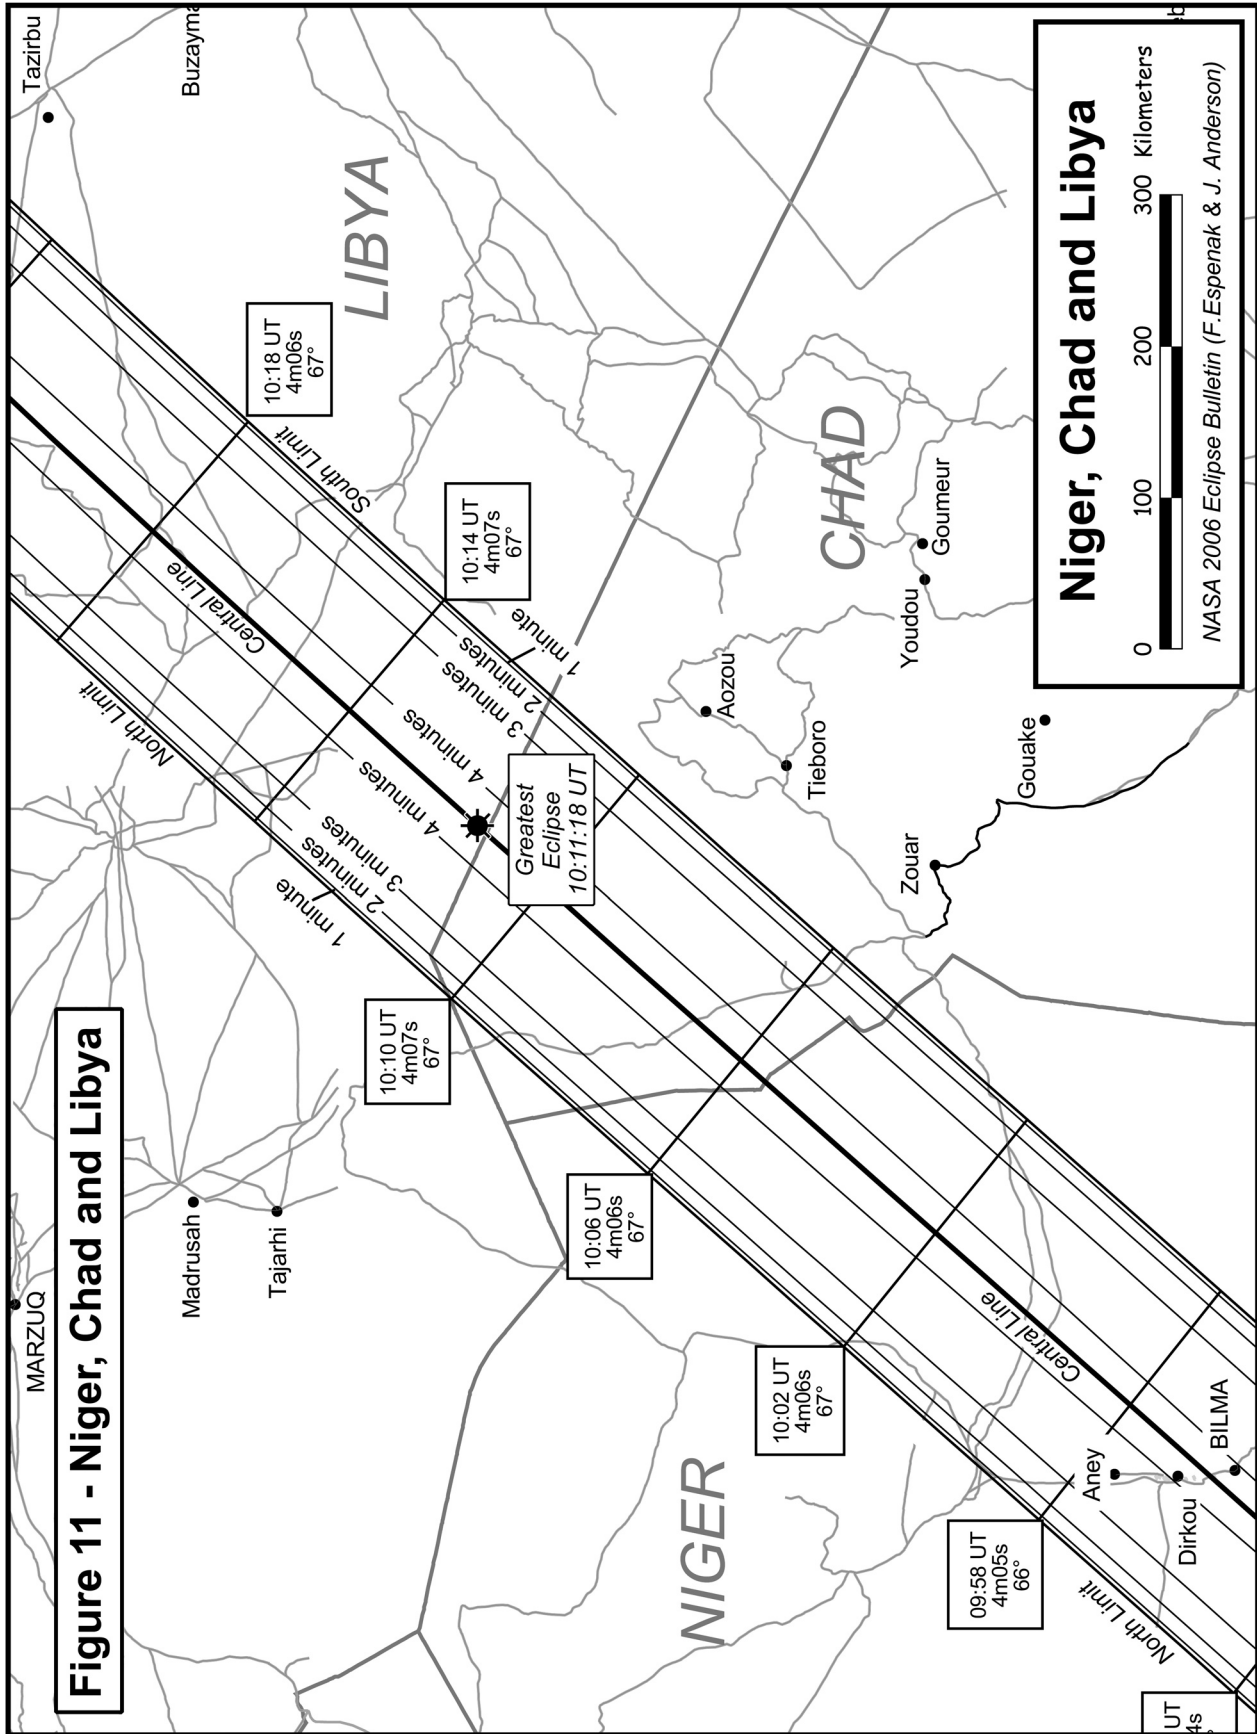 Figure 11 - Niger, Chad and Libya
MARZUQ
Madrusah
Tajarhi
Tazirbu
Buzayma
LIBYA
North Limit
Central Line
South Limit
10:18 UT
4m06s
67°
10:14 UT
4m07s
67°
1 minute
2 minutes
3 minutes
4 minutes
4 minutes
3 minutes
2 minutes
1 minute
Greatest
Eclipse
10:11:18 UT
10:10 UT
4m07s
67°
10:06 UT
4m06s
67°
10:02 UT
4m06s
67°
09:58 UT
4m05s
66°
UT
4s
NIGER
North Limit
Central Line
Aney
Dirkou
BILMA
CHAD
Aozou
Tieboro
Zouar
Gouake
Youdou
Goumeur
Niger, Chad and Libya
0 100 200 300 Kilometers
NASA 2006 Eclipse Bulletin (F.Espenak & J. Anderson)